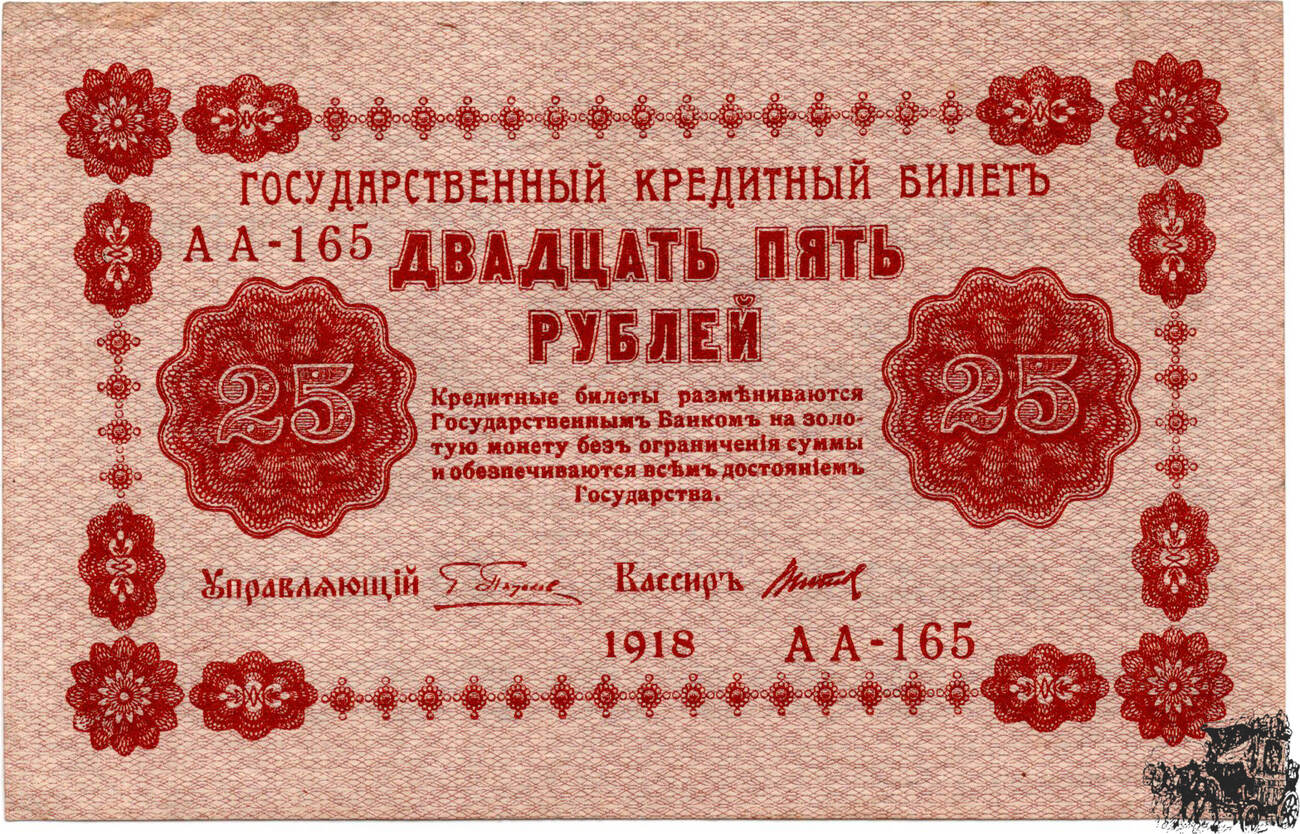 ГОСУДАРСТВЕННЫЙ КРЕДИТНЫЙ БИЛЕТЪ
АА-165
ДВАДЦАТЬ ПЯТЬ
РУБЛЕЙ
25
25
Кредитные билеты размѣниваются
Государственнымъ Банкомъ на золо-
тую монету безъ ограниченія суммы
и обезпечиваются всѣмъ достояніемъ
Государства.
Управляющій
Кассиръ
1918 АА-165